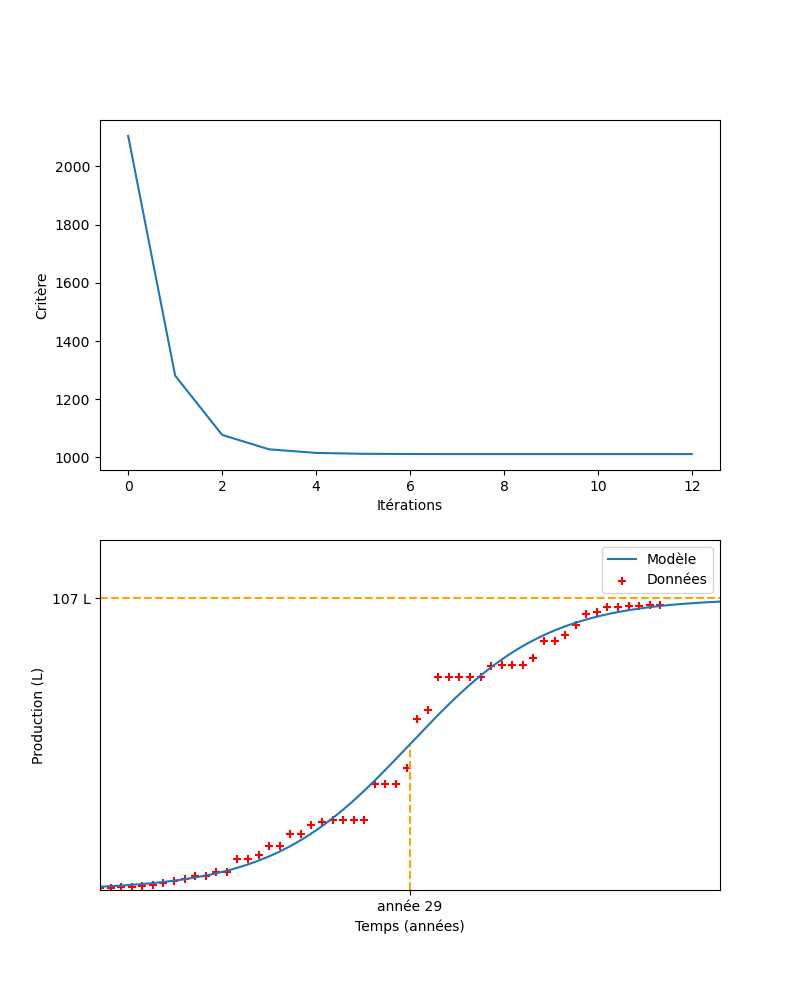 2000
1800
1600
1400
1200
1000
Critère
0 2 4 6 8 10 12
Itérations
Modèle
Données
107 L
Production (L)
année 29
Temps (années)